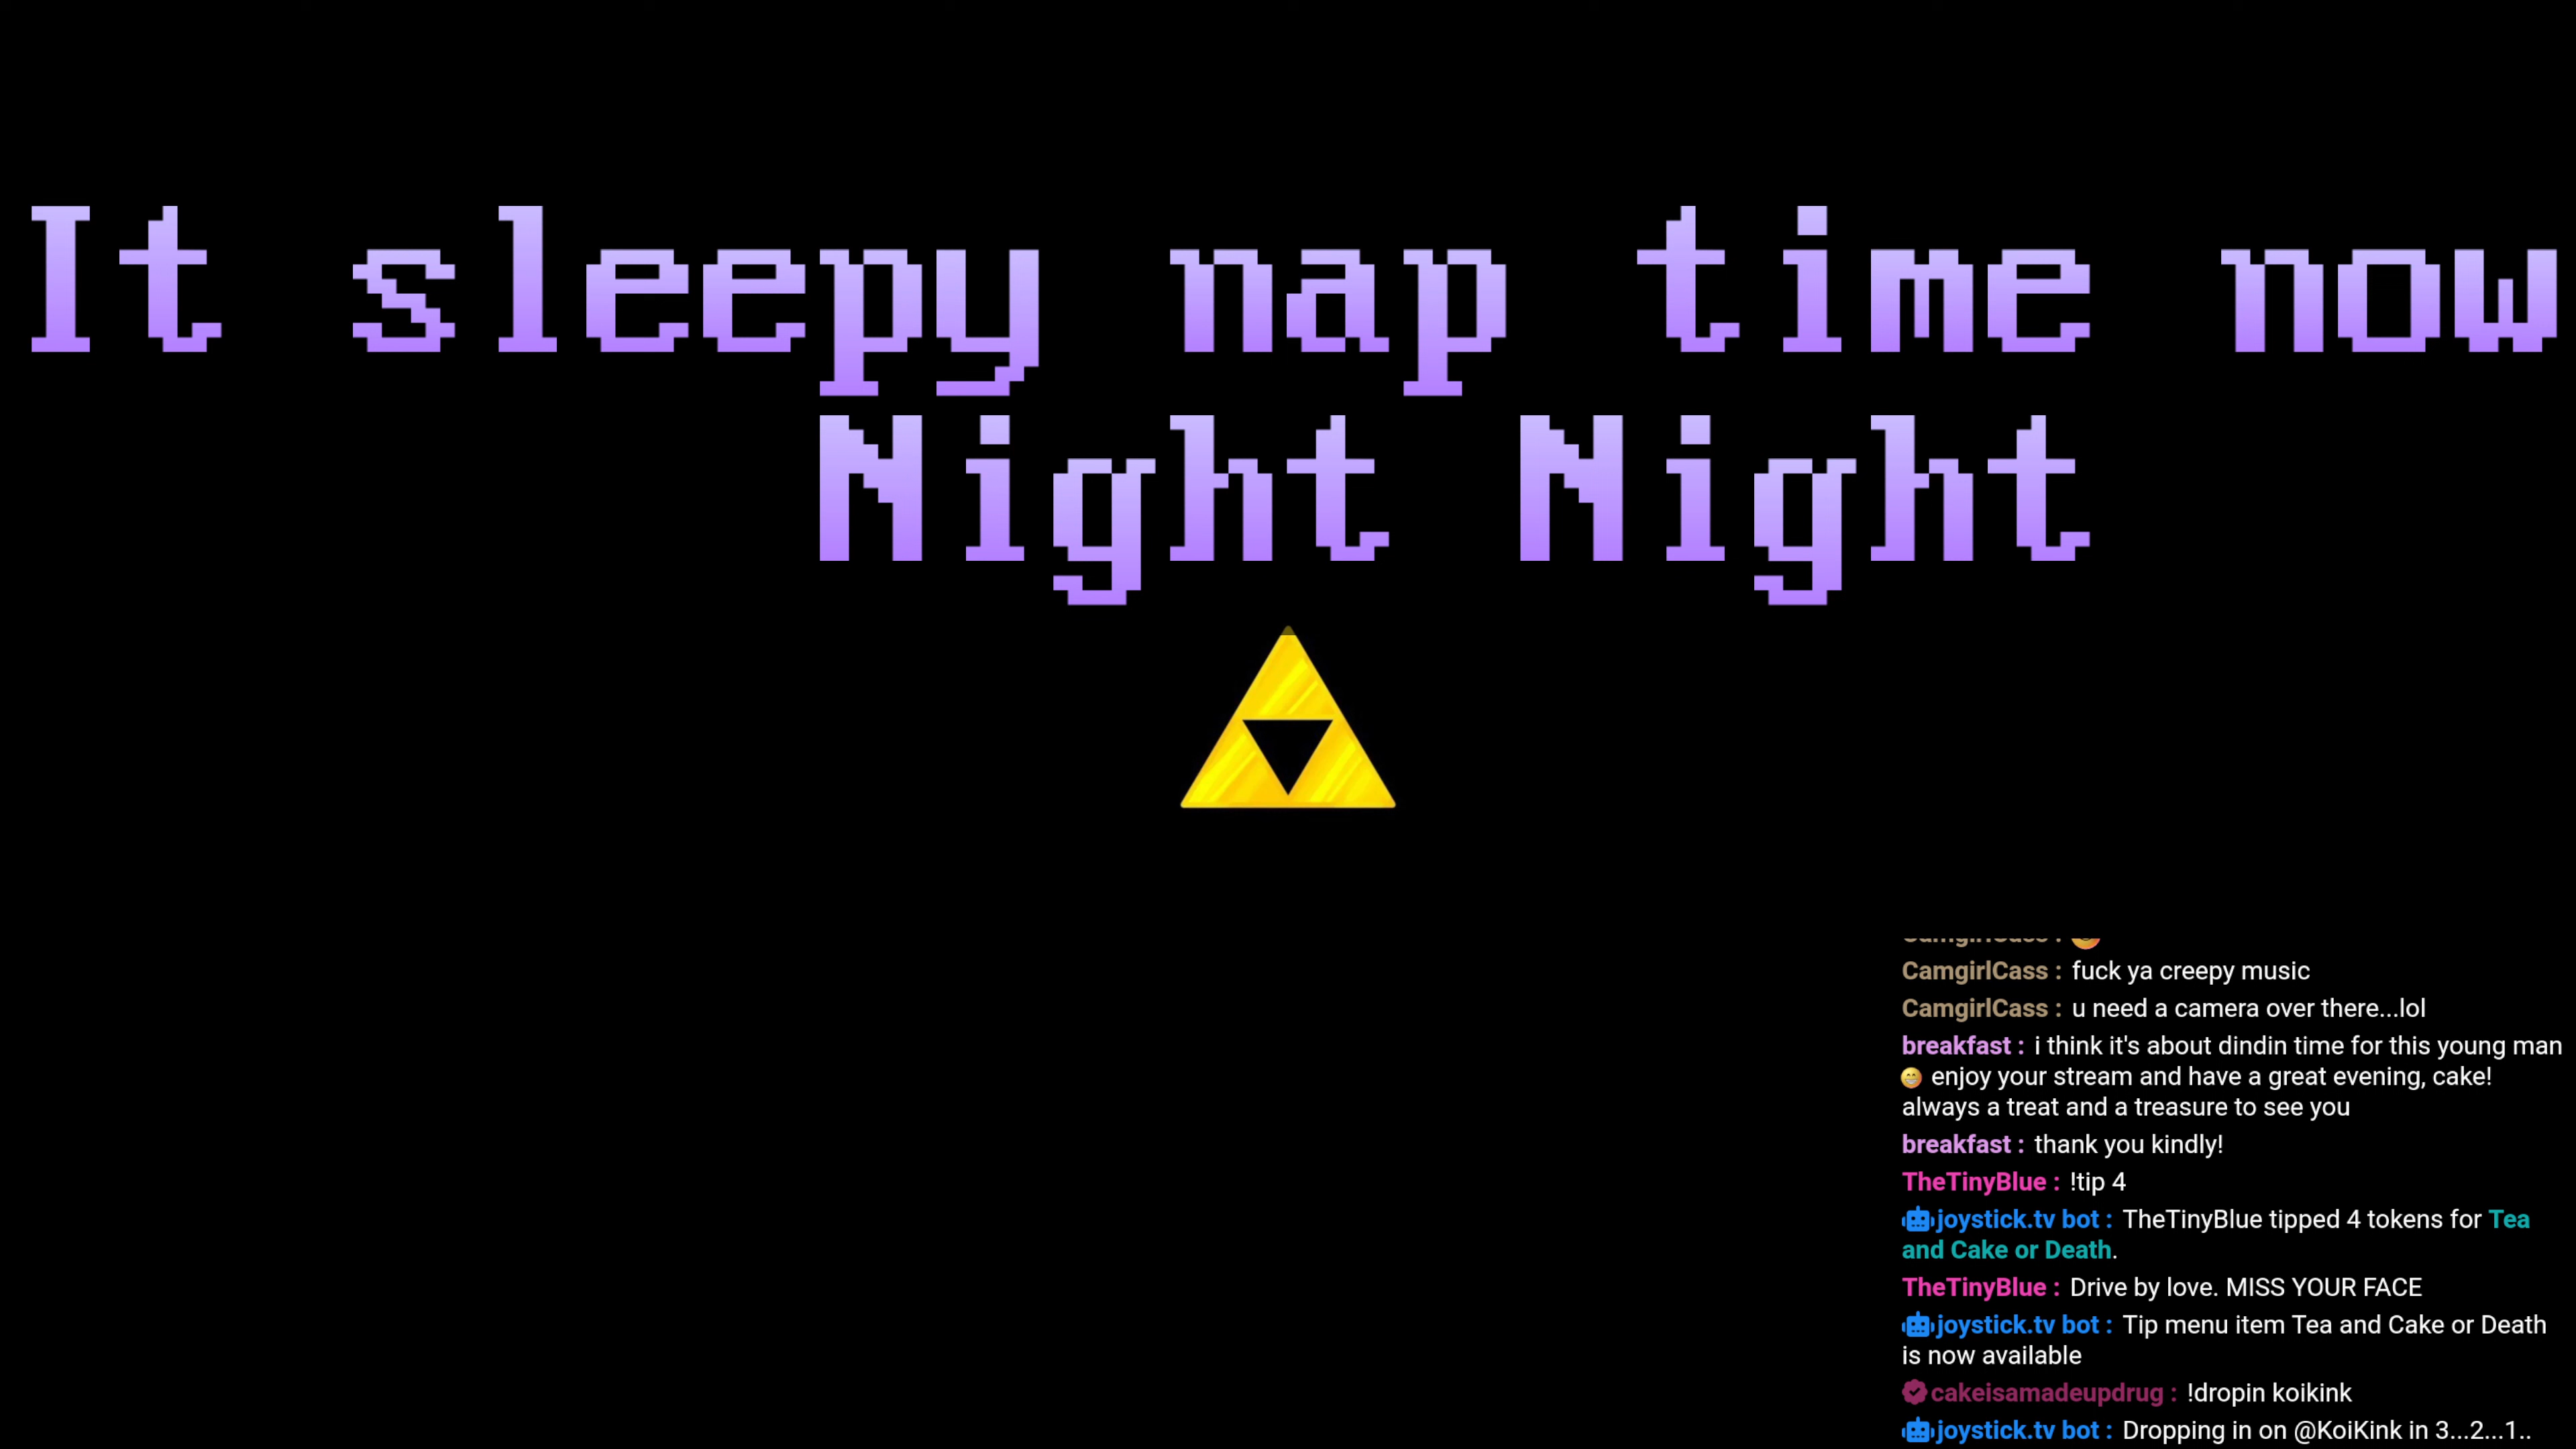 It sleepy nap time now
Night Night
CamgirlCass :
CamgirlCass : fuck ya creepy music
CamgirlCass : u need a camera over there...lol
breakfast : i think it's about dindin time for this young man
enjoy your stream and have a great evening, cake!
always a treat and a treasure to see you
breakfast : thank you kindly!
TheTinyBlue : !tip 4
joystick.tv bot : TheTinyBlue tipped 4 tokens for Tea
and Cake or Death.
TheTinyBlue : Drive by love. MISS YOUR FACE
joystick.tv bot : Tip menu item Tea and Cake or Death
is now available
cakeisamadeupdrug : !dropin koikink
joystick.tv bot : Dropping in on @KoiKink in 3...2...1..